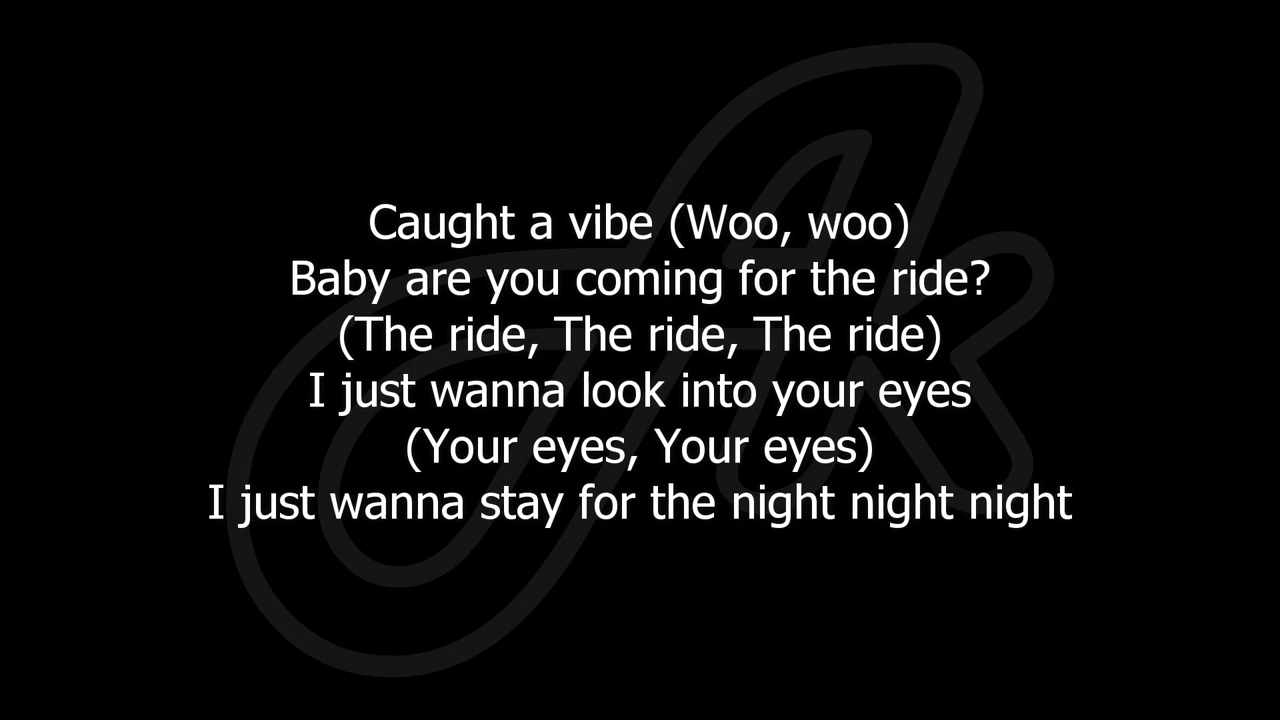 Caught a vibe (Woo, woo)
Baby are you coming for the ride?
(The ride, The ride, The ride)
I just wanna look into your eyes
(Your eyes, Your eyes)
I just wanna stay for the night night night